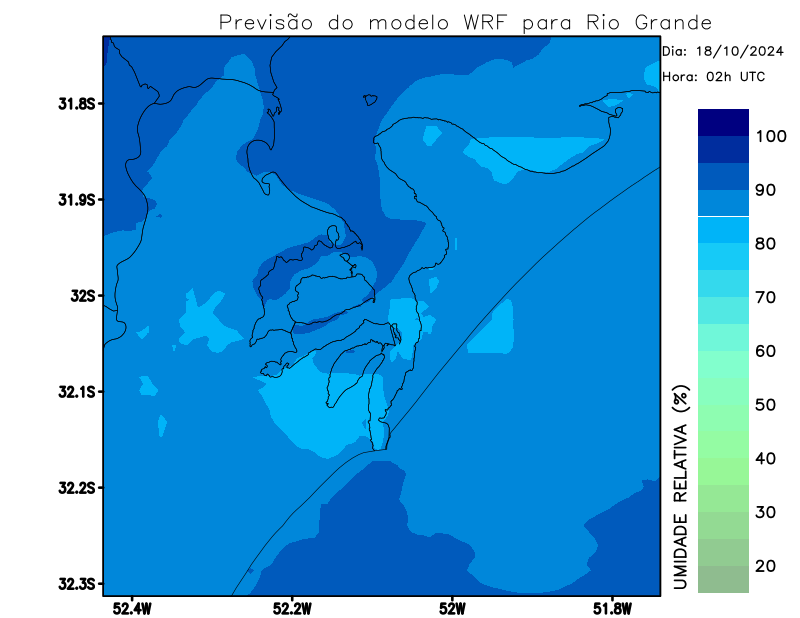 Previsão do modelo WRF para Rio Grande
Dia: 18/10/2024
Hora: 02h UTC
31.8S
31.9S
32S
32.1S
32.2S
32.3S
52.4W
52.2W
52W
51.8W
100
90
80
70
60
50
40
30
20
UMIDADE RELATIVA (%)